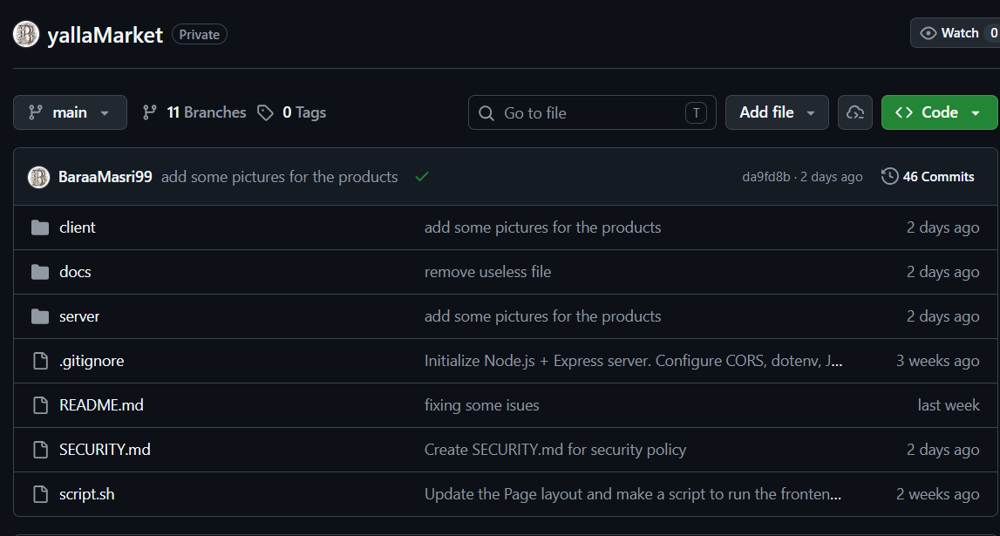 yallaMarket Private Watch 0
main 11 Branches 0 Tags Go to file T Add file Code
BaraaMasri99 add some pictures for the products da9fd8b · 2 days ago 46 Commits
client add some pictures for the products 2 days ago
docs remove useless file 2 days ago
server add some pictures for the products 2 days ago
.gitignore Initialize Node.js + Express server. Configure CORS, dotenv, J... 3 weeks ago
README.md fixing some isues last week
SECURITY.md Create SECURITY.md for security policy 2 days ago
script.sh Update the Page layout and make a script to run the fronten... 2 weeks ago